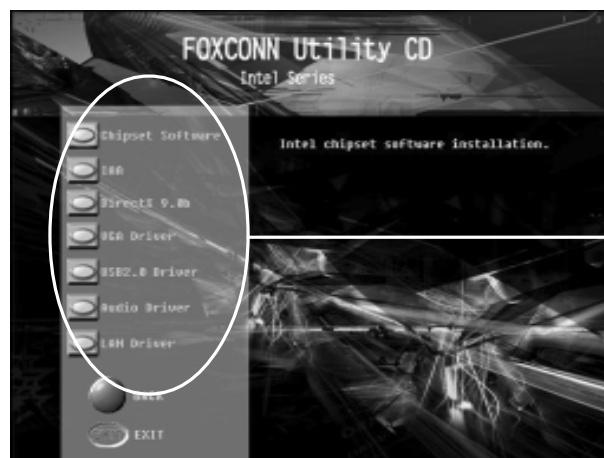 FOXCONN Utility CD
Intel Series
Chipset Software
Intel chipset software installation.
IAA
DirectX 9.0b
VGA Driver
USB2.0 Driver
Audio Driver
LAN Driver
BACK
EXIT